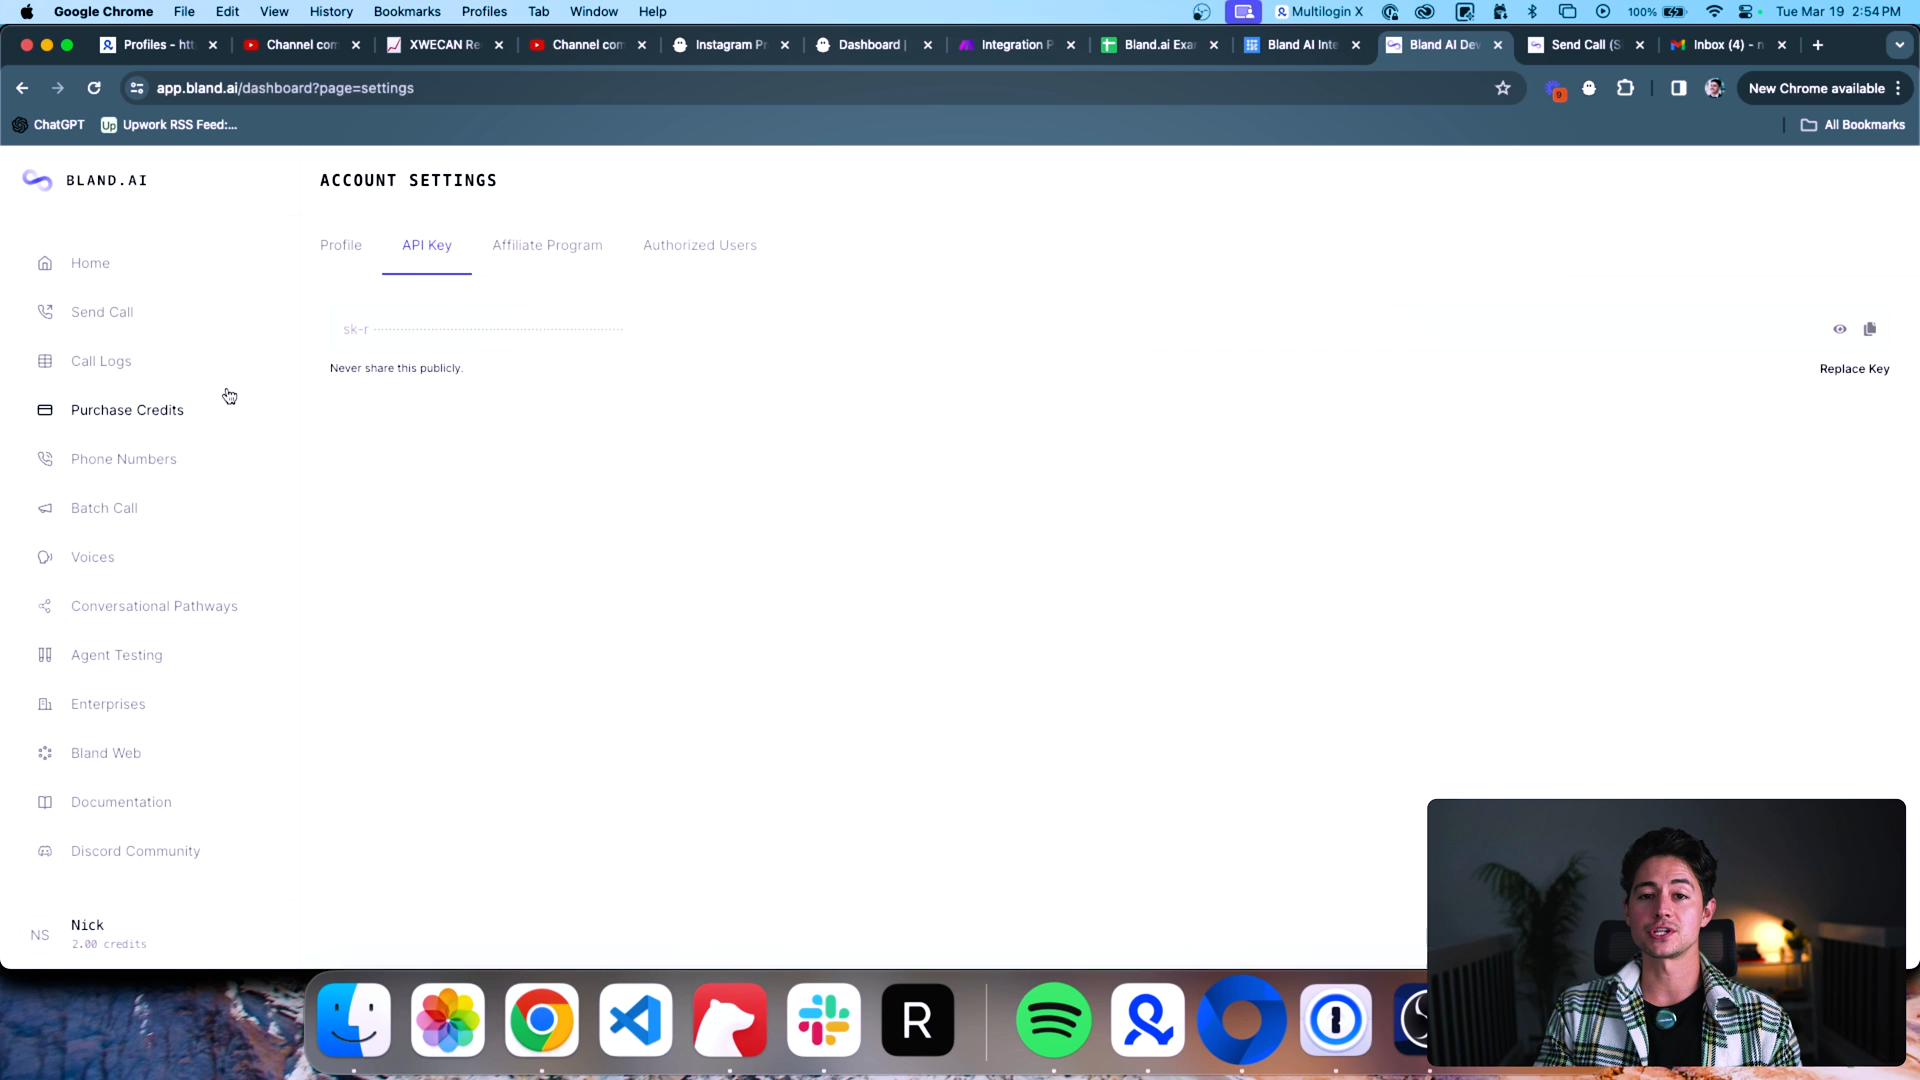 Google Chrome File Edit View History Bookmarks Profiles Tab Window Help Multilogin X 100% Tue Mar 19 2:54 PM
Profiles - htt Channel com XWECAN Re Channel com Instagram Pr Dashboard | Integration P Bland.ai Exa Bland AI Inte Bland AI Dev Send Call (S Inbox (4) - n
app.bland.ai/dashboard?page=settings 9 New Chrome available
ChatGPT Up Upwork RSS Feed:... All Bookmarks
BLAND.AI
ACCOUNT SETTINGS
Profile API Key Affiliate Program Authorized Users
Home
Send Call
Call Logs
Purchase Credits
Phone Numbers
Batch Call
Voices
Conversational Pathways
Agent Testing
Enterprises
Bland Web
Documentation
Discord Community
sk-r
Never share this publicly. Replace Key
NS Nick
2.00 credits
R